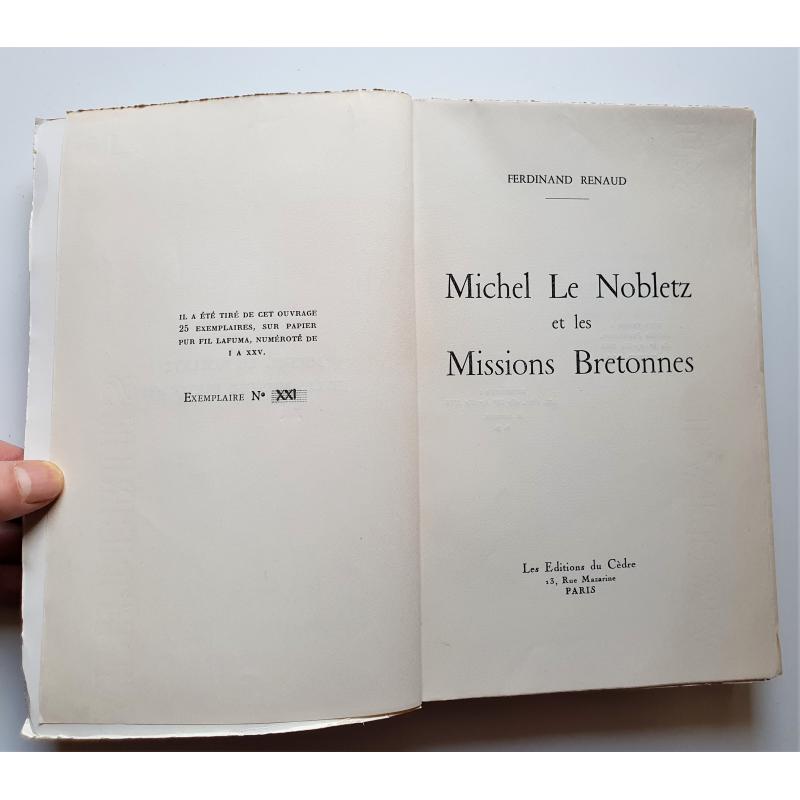 IL A ÉTÉ TIRÉ DE CET OUVRAGE
25 EXEMPLAIRES, SUR PAPIER
PUR FIL LAFUMA, NUMÉROTÉ DE
I A XXV.
EXEMPLAIRE No XXI
FERDINAND RENAUD
Michel Le Nobletz
et les
Missions Bretonnes
Les Editions du Cèdre
13, Rue Mazarine
PARIS